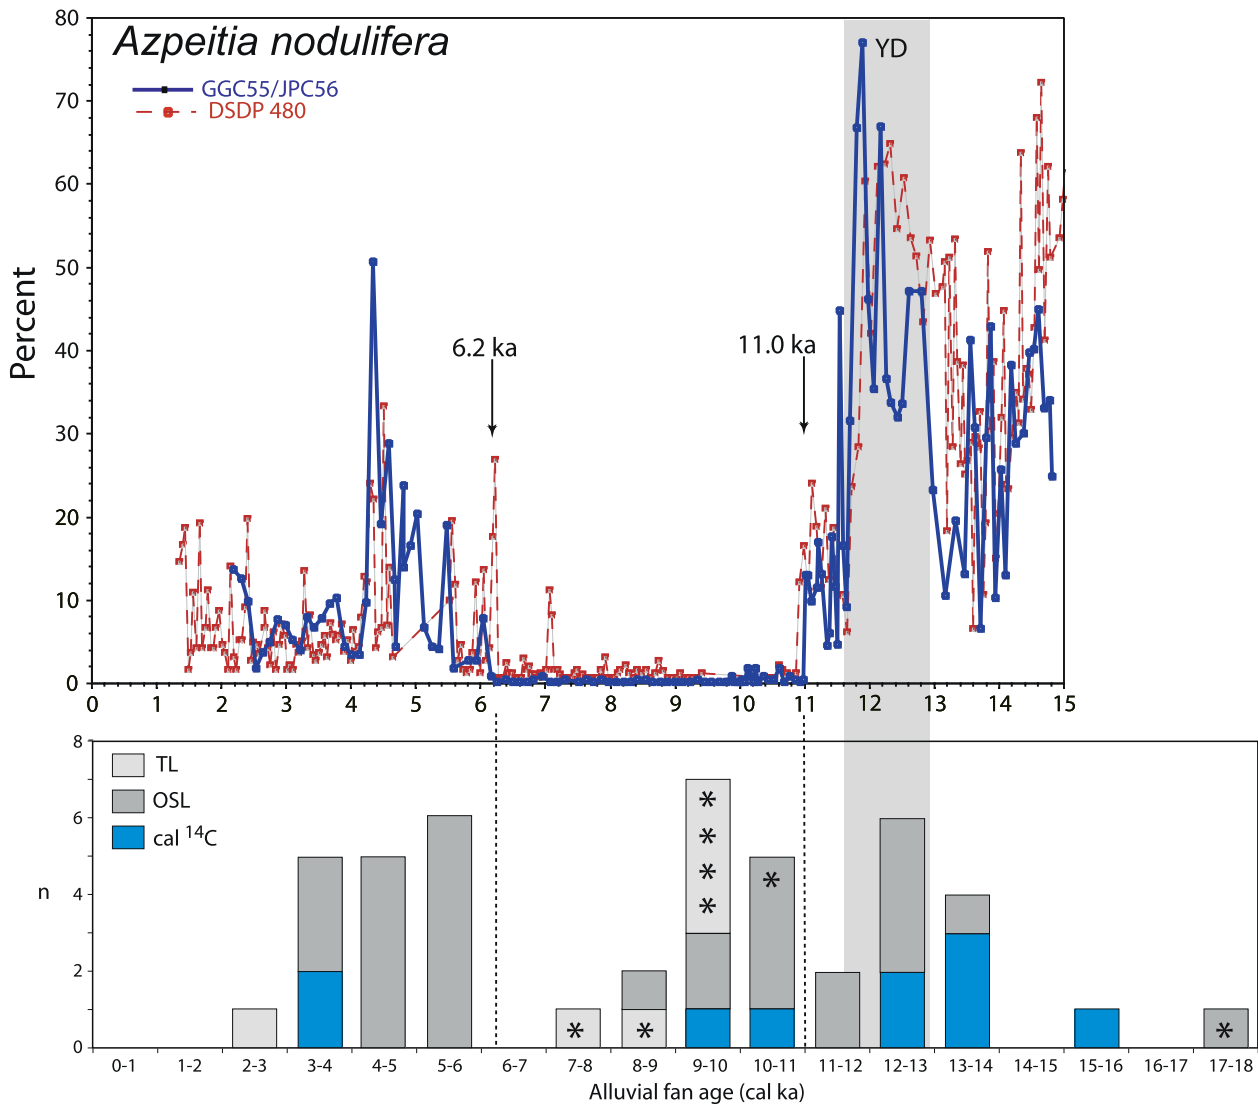 80
Azpeitia nodulifera
YD
GGC55/JPC56
DSDP 480
70
60
50
Percent
40
6.2 ka
11.0 ka
30
20
10
0
0 1 2 3 4 5 6 7 8 9 10 11 12 13 14 15
8
TL
OSL
cal ¹⁴C
6
n
4
2
0
* * * * * * * *
0-1 1-2 2-3 3-4 4-5 5-6 6-7 7-8 8-9 9-10 10-11 11-12 12-13 13-14 14-15 15-16 16-17 17-18
Alluvial fan age (cal ka)